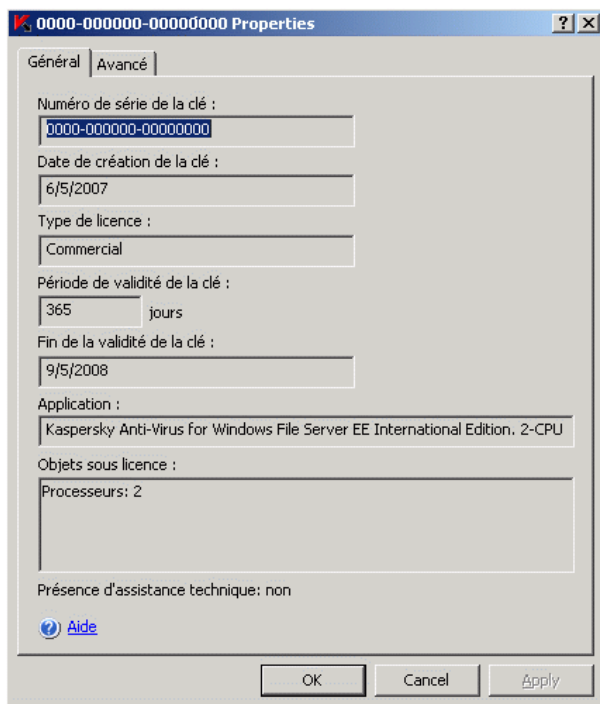 0000-000000-00000000 Properties
Général
Avancé
Numéro de série de la clé :
0000-000000-00000000
Date de création de la clé :
6/5/2007
Type de licence :
Commercial
Période de validité de la clé :
365 jours
Fin de la validité de la clé :
9/5/2008
Application :
Kaspersky Anti-Virus for Windows File Server EE International Edition. 2-CPU
Objets sous licence :
Processeurs: 2
Présence d'assistance technique: non
Aide
OK
Cancel
Apply